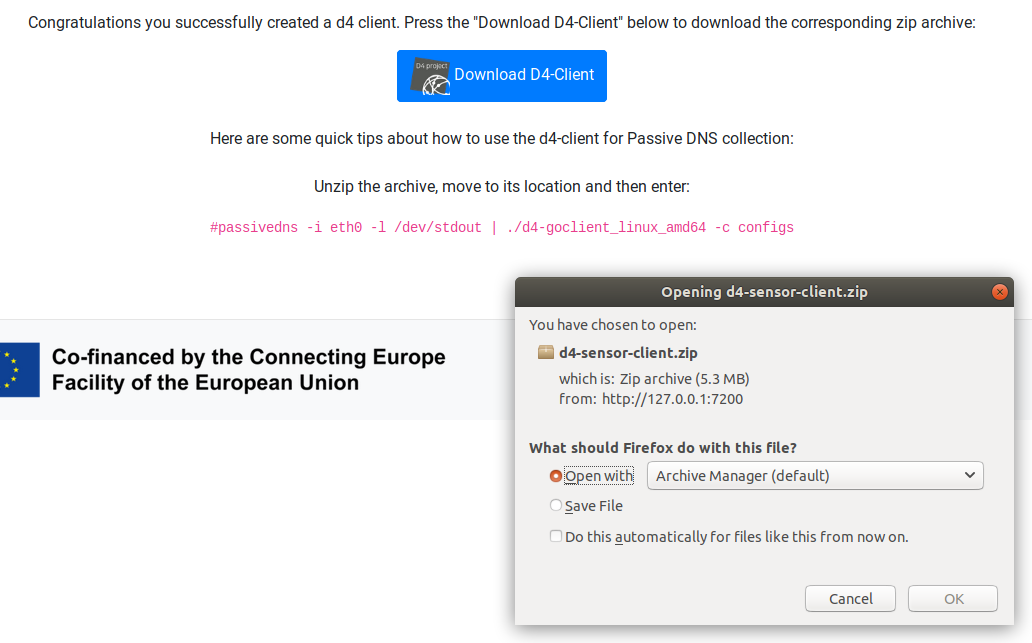 Congratulations you successfully created a d4 client. Press the "Download D4-Client" below to download the corresponding zip archive:
D4 project
Download D4-Client
Here are some quick tips about how to use the d4-client for Passive DNS collection:
Unzip the archive, move to its location and then enter:
#passivedns -i eth0 -l /dev/stdout | ./d4-goclient_linux_amd64 -c configs
Co-financed by the Connecting Europe
Facility of the European Union
Opening d4-sensor-client.zip
You have chosen to open:
d4-sensor-client.zip
which is: Zip archive (5.3 MB)
from: http://127.0.0.1:7200
What should Firefox do with this file?
Open with
Archive Manager (default)
Save File
Do this automatically for files like this from now on.
Cancel
OK